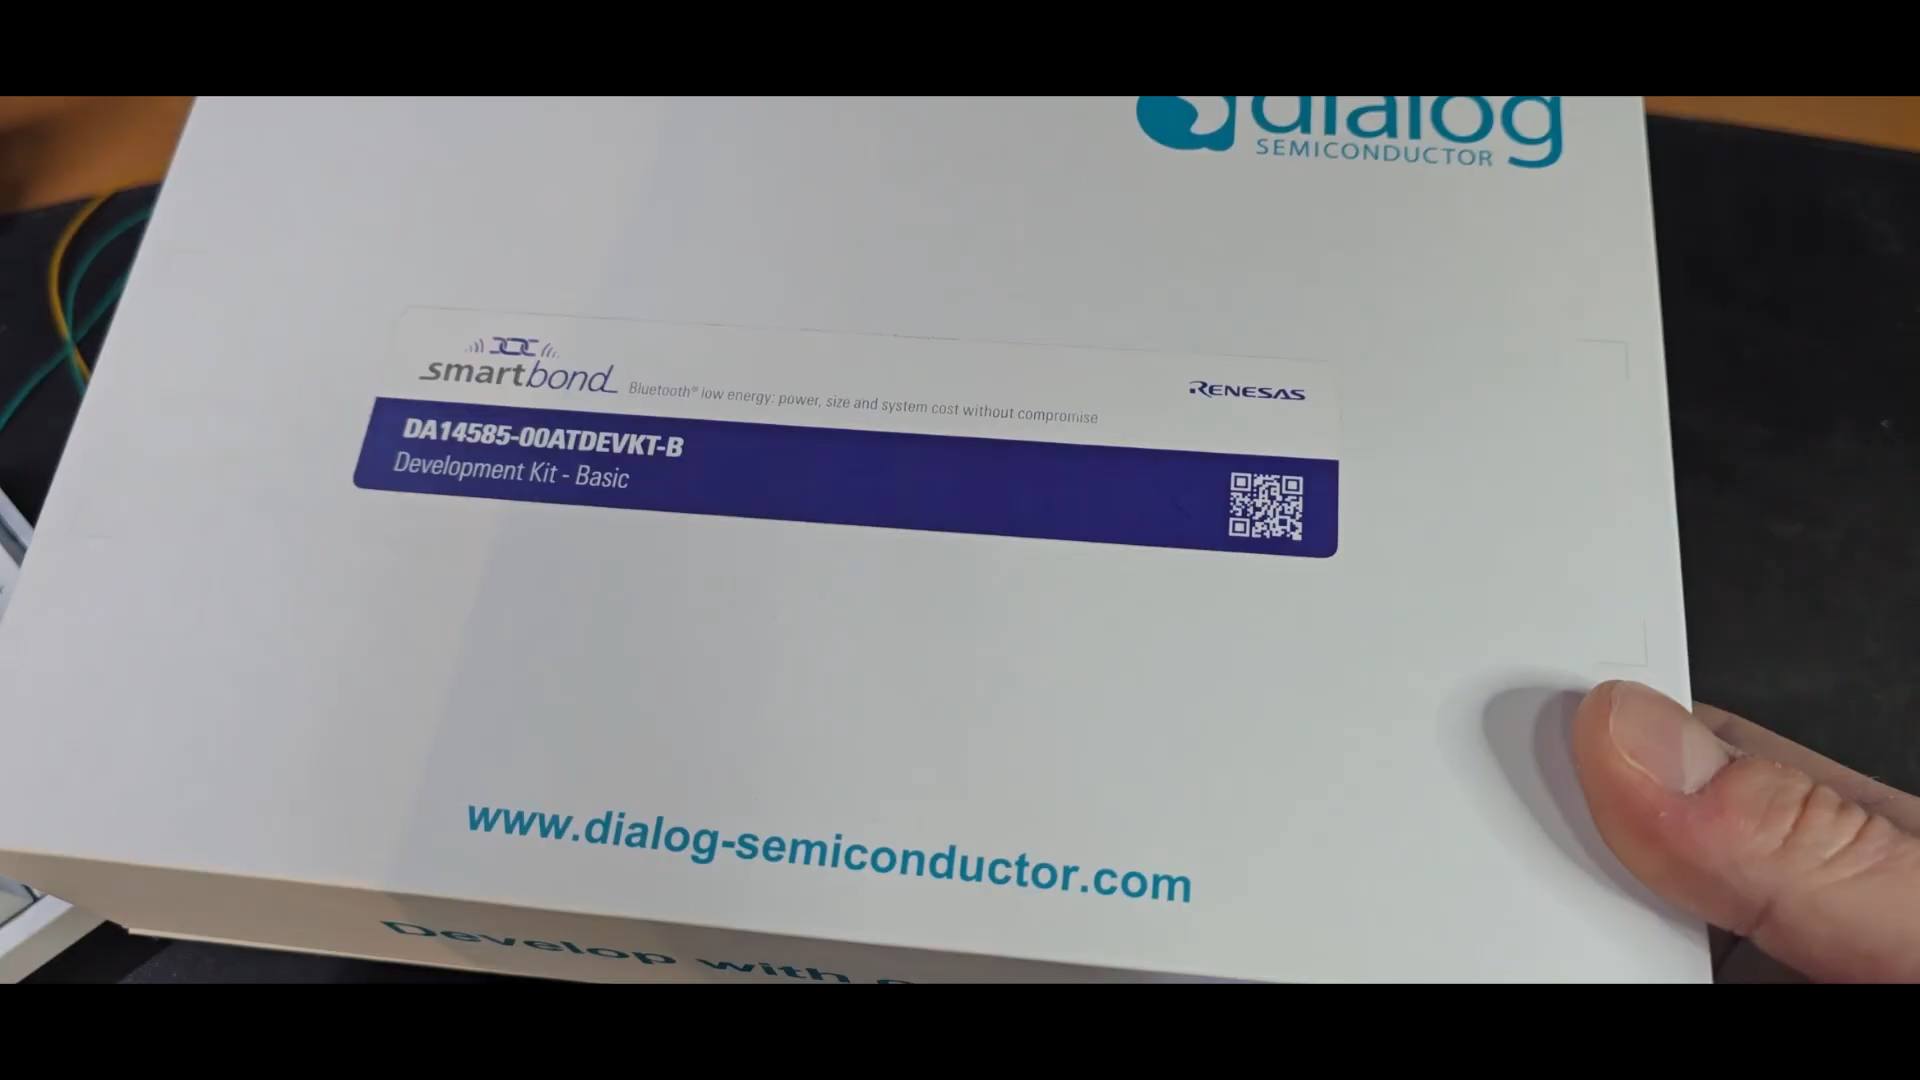 dialog
SEMICONDUCTOR
smartbond Bluetooth® low energy: power, size and system cost without compromise
RENESAS
DA14585-00ATDEVKT-B
Development Kit - Basic
www.dialog-semiconductor.com
Develop with